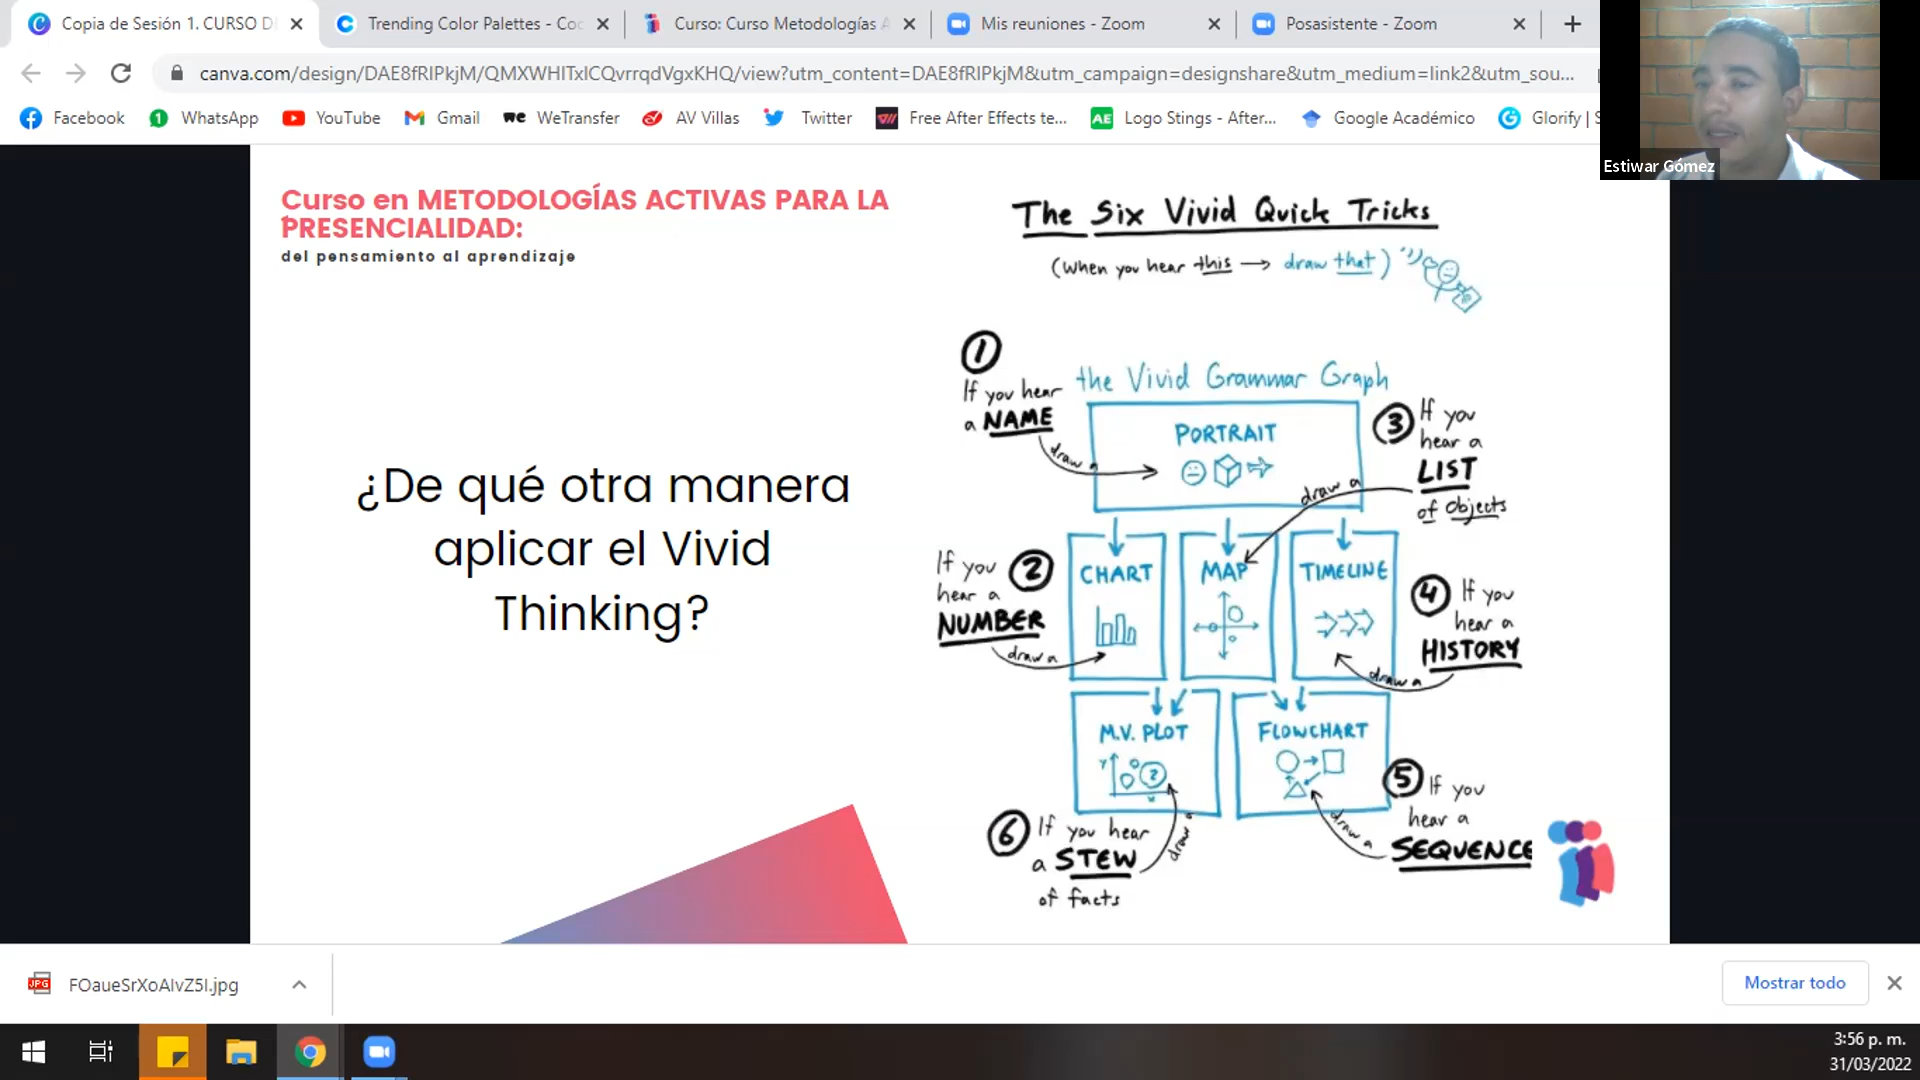 Copia de Sesión 1. CURSO DE
Trending Color Palettes - Coo
Curso: Curso Metodologías A
Mis reuniones - Zoom
Posasistente - Zoom
canva.com/design/DAE8fRIPkjM/QMXWHITxICQvrrqdVgxKHQ/view?utm_content=DAE8fRIPkjM&utm_campaign=designshare&utm_medium=link2&utm_sou...
Facebook
WhatsApp
YouTube
Gmail
WeTransfer
AV Villas
Twitter
Free After Effects te...
Logo Stings - After...
Google Académico
Glorify | S
Estiwar Gómez
Curso en METODOLOGÍAS ACTIVAS PARA LA
PRESENCIALIDAD:
del pensamiento al aprendizaje
¿De qué otra manera
aplicar el Vivid
Thinking?
The Six Vivid Quick Tricks
(when you hear this → draw that)
1
If you hear
a NAME
draw a
the Vivid Grammar Graph
PORTRAIT
3
If you
hear a
LIST
of objects
draw a
If you
hear a
NUMBER
2
draw a
CHART
MAP
TIMELINE
4
If you
hear a
HISTORY
draw a
M.V. PLOT
FLOWCHART
5
If you
hear a
SEQUENCE
draw a
6
If you hear
a STEW
of facts
draw a
JPG
FOaueSrXoAIvZ5I.jpg
Mostrar todo
3:56 p. m.
31/03/2022